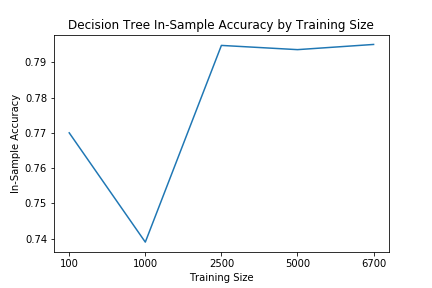 Decision Tree In-Sample Accuracy by Training Size
In-Sample Accuracy
0.79
0.78
0.77
0.76
0.75
0.74
100 1000 2500 5000 6700
Training Size